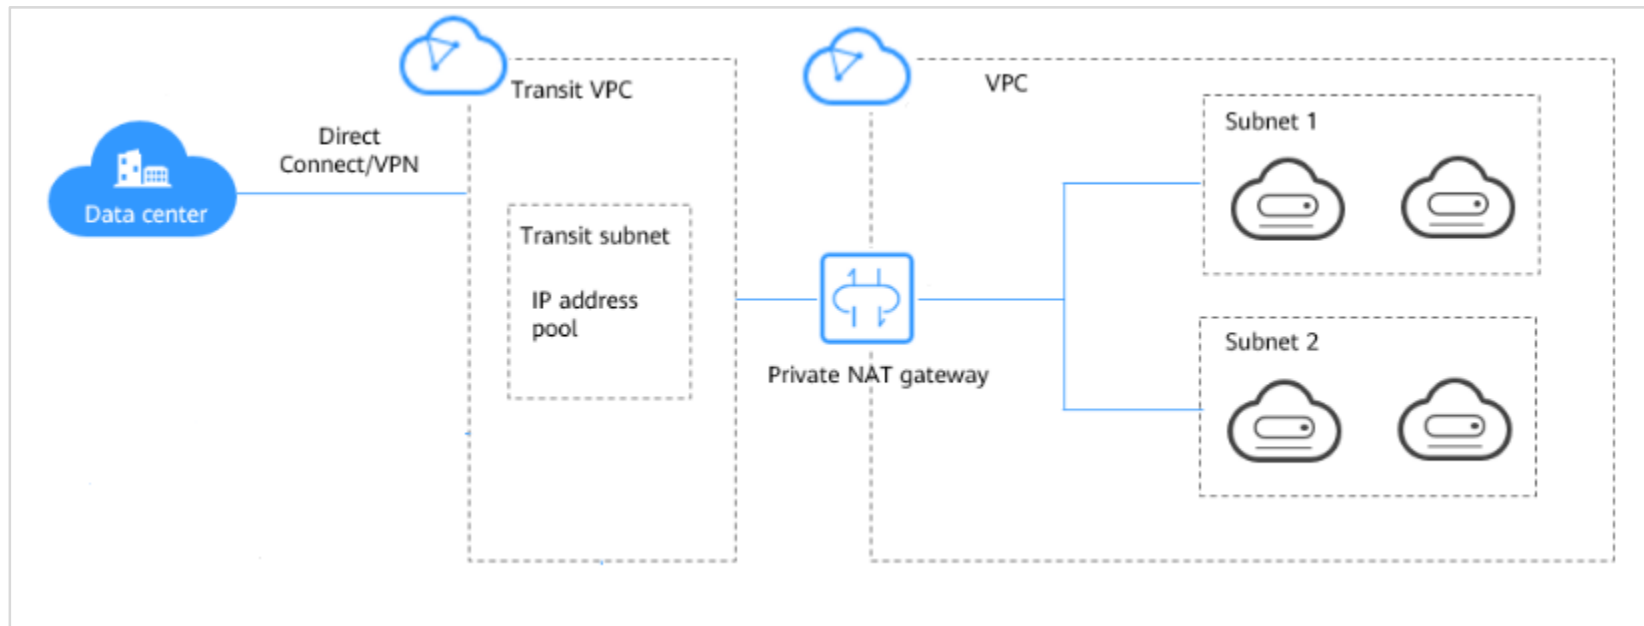 Transit VPC
VPC
Subnet 1
Direct
Connect/VPN
Data center
Transit subnet
IP address
pool
Subnet 2
Private NAT gateway